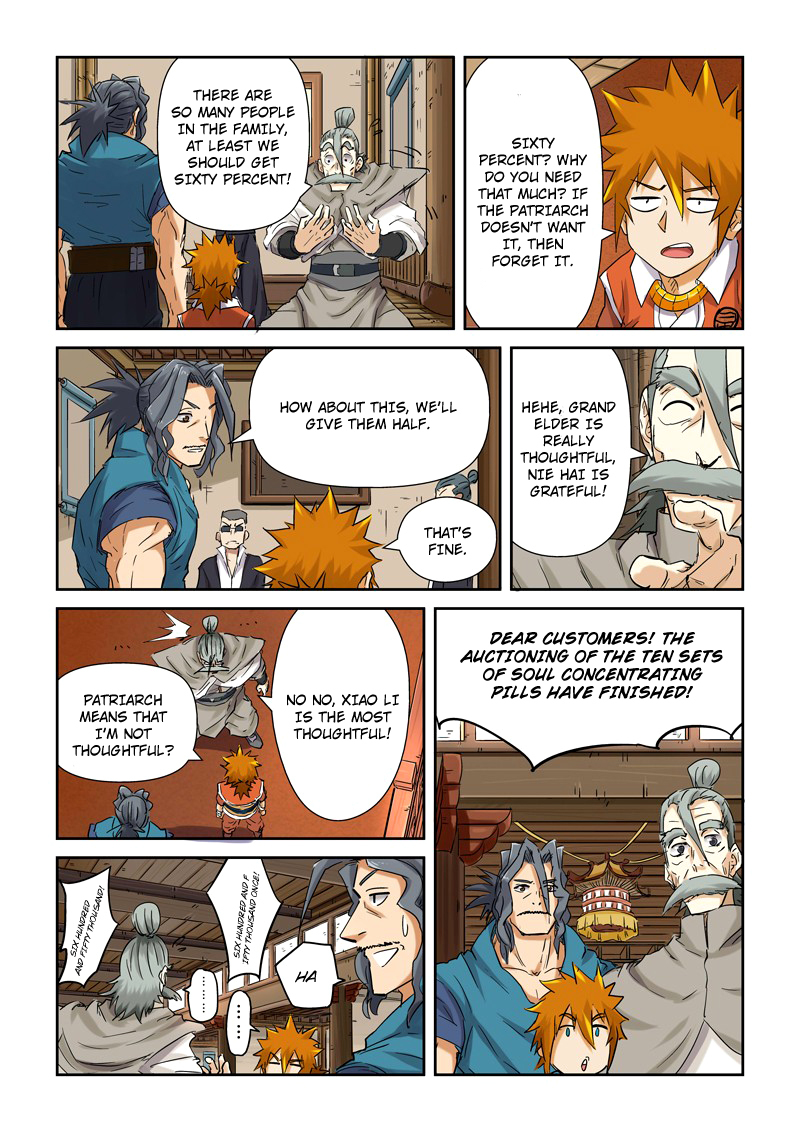 THERE ARE
SO MANY PEOPLE
IN THE FAMILY,
AT LEAST WE
SHOULD GET
SIXTY PERCENT!
SIXTY
PERCENT? WHY
DO YOU NEED
THAT MUCH? IF
THE PATRIARCH
DOESN'T WANT
IT, THEN
FORGET IT.
HOW ABOUT THIS, WE'LL
GIVE THEM HALF.
THAT'S
FINE.
HEHE, GRAND
ELDER IS
REALLY
THOUGHTFUL,
NIE HAI IS
GRATEFUL!
PATRIARCH
MEANS THAT
I'M NOT
THOUGHTFUL?
NO NO, XIAO LI
IS THE MOST
THOUGHTFUL!
DEAR CUSTOMERS! THE
AUCTIONING OF THE TEN SETS
OF SOUL CONCENTRATING
PILLS HAVE FINISHED!
SIX HUNDRED
AND FIFTY THOUSAND!
SIX HUNDRED AND F
IFTY THOUSAND ONCE!
......
......
HA